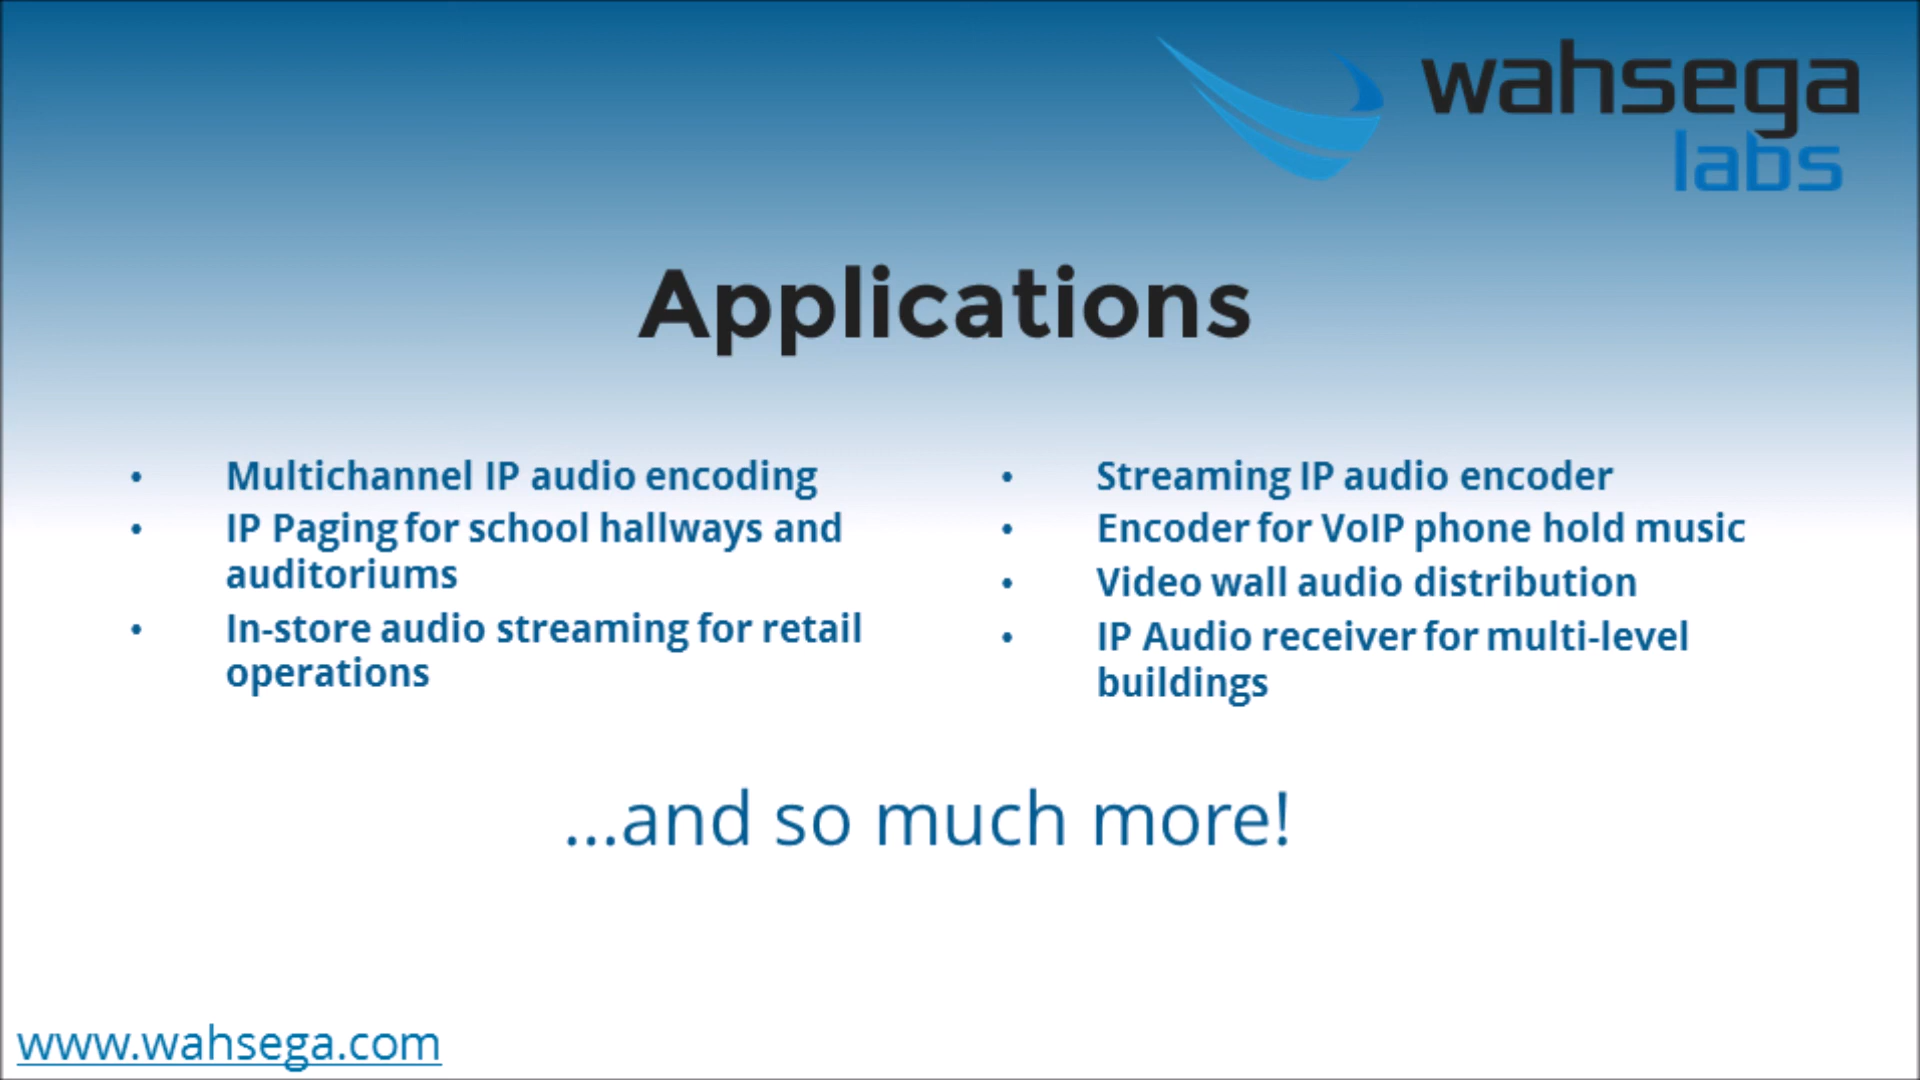 wahsega
labs
Applications
• Multichannel IP audio encoding
• IP Paging for school hallways and
auditoriums
• In-store audio streaming for retail
operations
• Streaming IP audio encoder
• Encoder for VoIP phone hold music
• Video wall audio distribution
• IP Audio receiver for multi-level
buildings
...and so much more!
www.wahsega.com